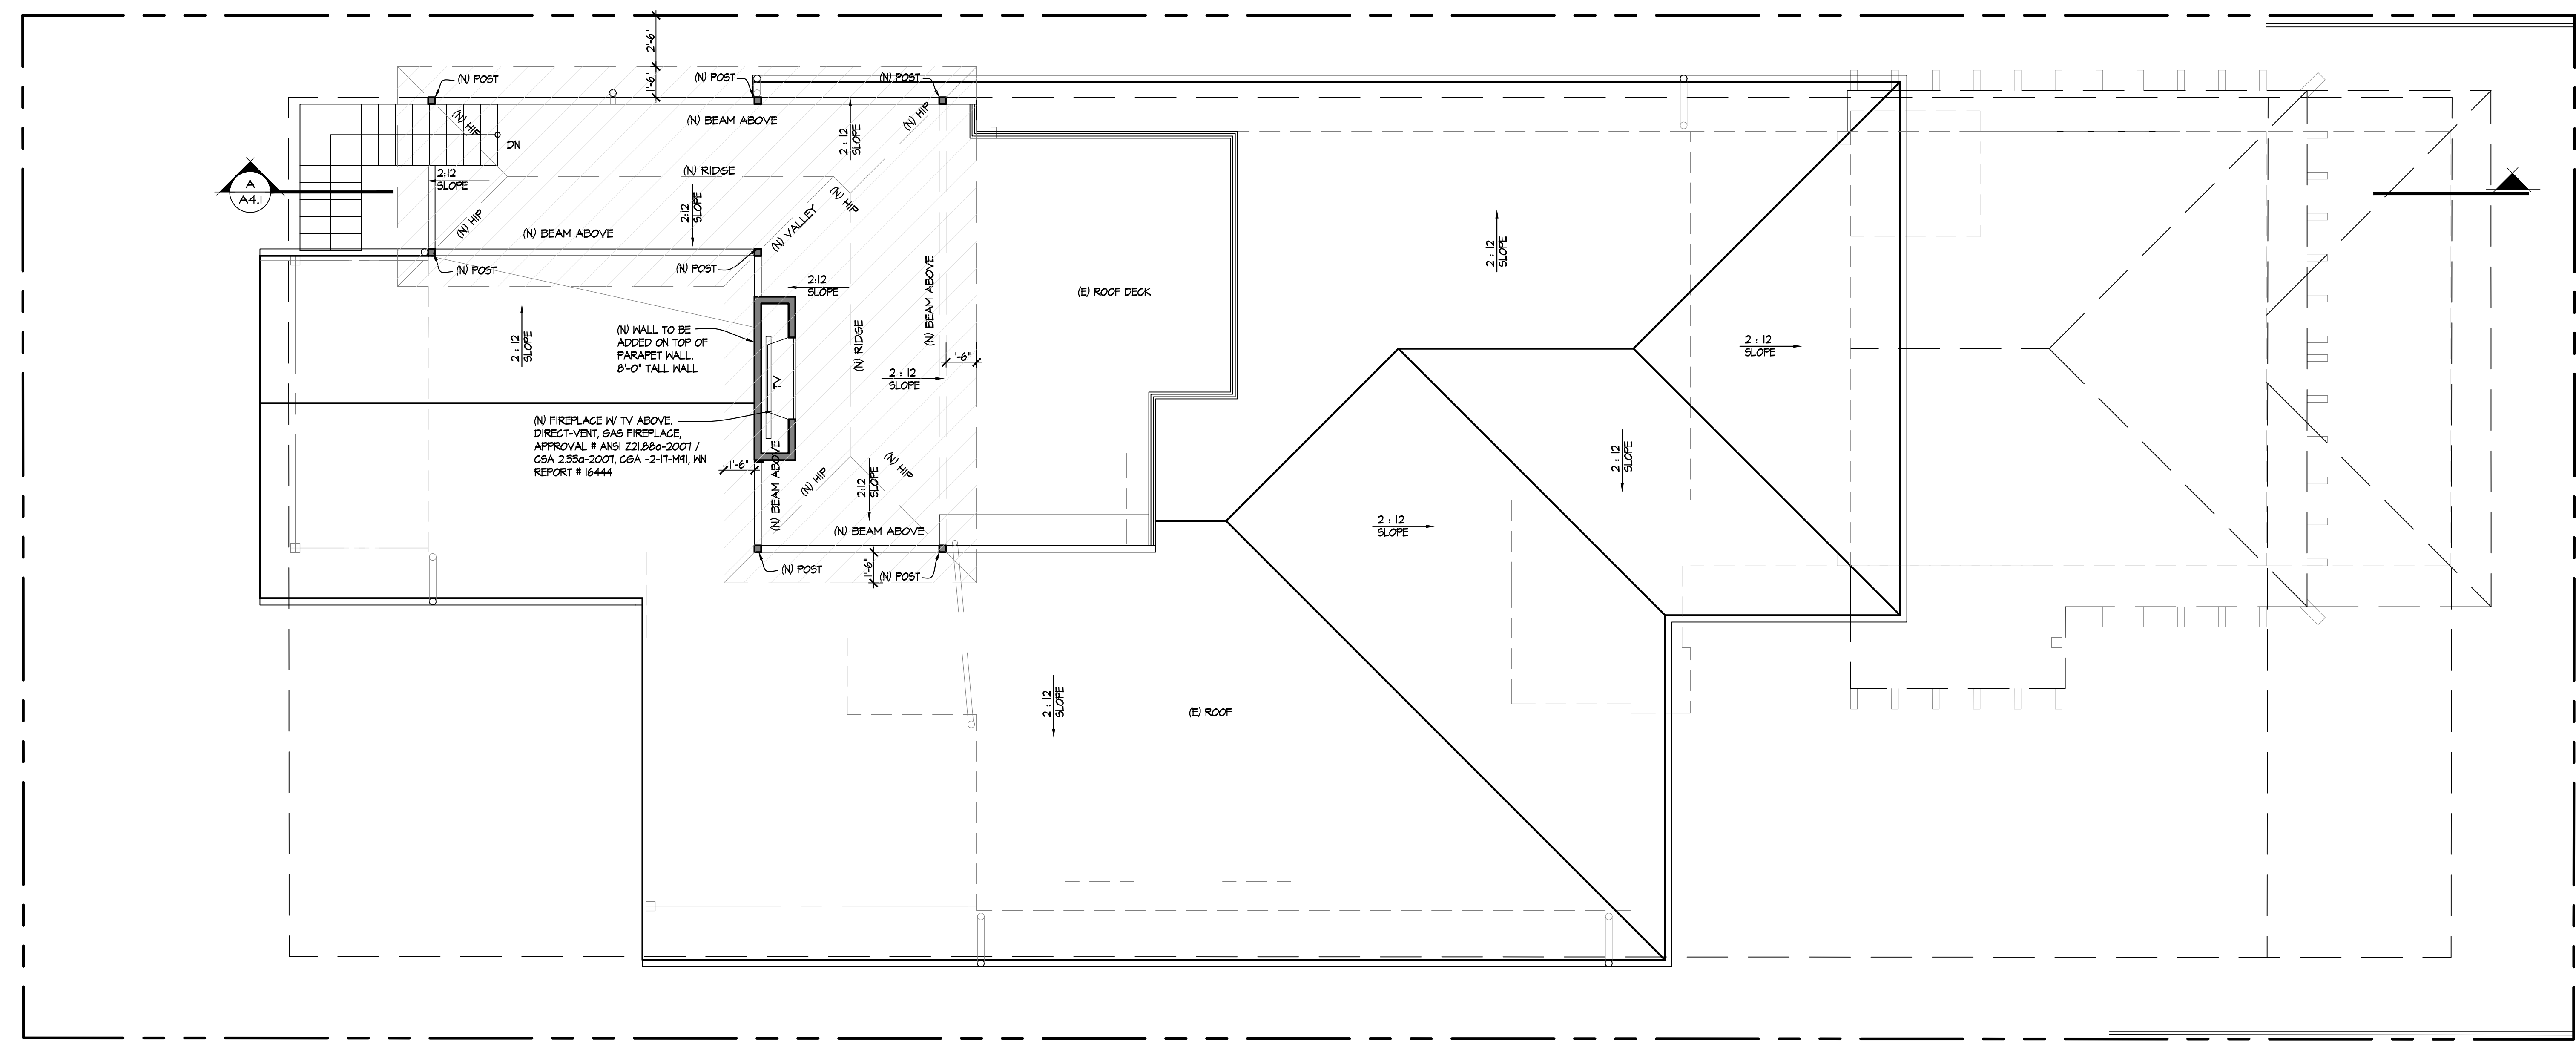 2'-6"
1'-6"
(N) POST
(N) POST
(N) POST
(N) HIP
(N) BEAM ABOVE
2 : 12
SLOPE
(N) HIP
DN
A
A4.1
2:12
SLOPE
(N) RIDGE
2:12
SLOPE
(N) HIP
(N) HIP
(N) VALLEY
(N) BEAM ABOVE
(N) POST
(N) POST
2:12
SLOPE
(N) BEAM ABOVE
(E) ROOF DECK
2 : 12
SLOPE
2 : 12
SLOPE
(N) WALL TO BE
ADDED ON TOP OF
PARAPET WALL.
8'-0" TALL WALL
(N) RIDGE
1'-6"
2 : 12
SLOPE
TV
2 : 12
SLOPE
(N) FIREPLACE W/ TV ABOVE.
DIRECT-VENT, GAS FIREPLACE,
APPROVAL # ANSI Z21.88a-2007 /
CSA 2.33a-2007, CGA -2-17-M91, WN
REPORT # 16444
1'-6"
(N) BEAM ABOVE
(N) HIP
2:12
SLOPE
(N) HIP
2 : 12
SLOPE
(N) BEAM ABOVE
2 : 12
SLOPE
(N) POST
1'-6"
(N) POST
2 : 12
SLOPE
(E) ROOF